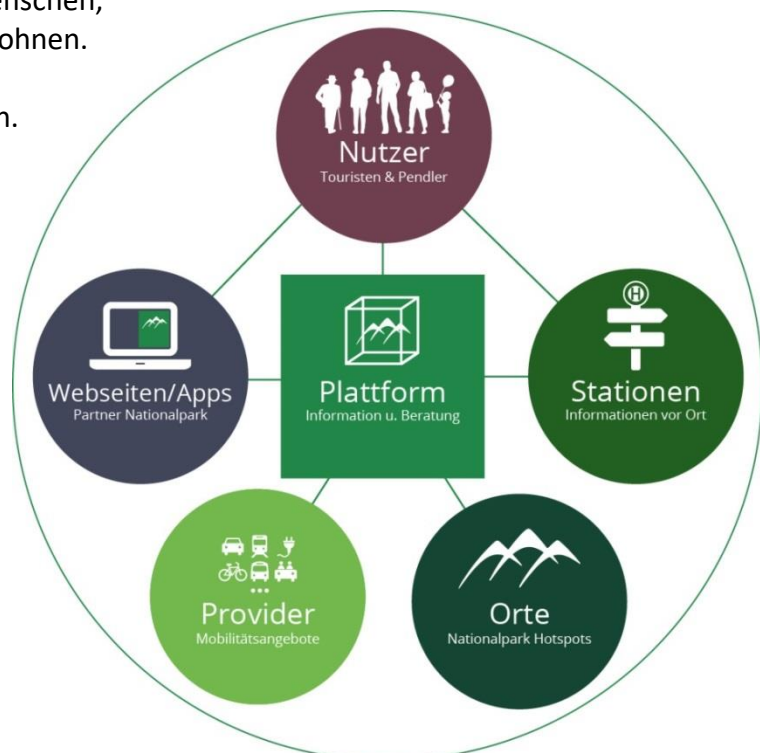 ohnen.
Nutzer
Touristen & Pendler
Webseiten/Apps
Partner Nationalpark
Plattform
Information u. Beratung
H
Stationen
Informationen vor Ort
Provider
Mobilitätsangebote
Orte
Nationalpark Hotspots